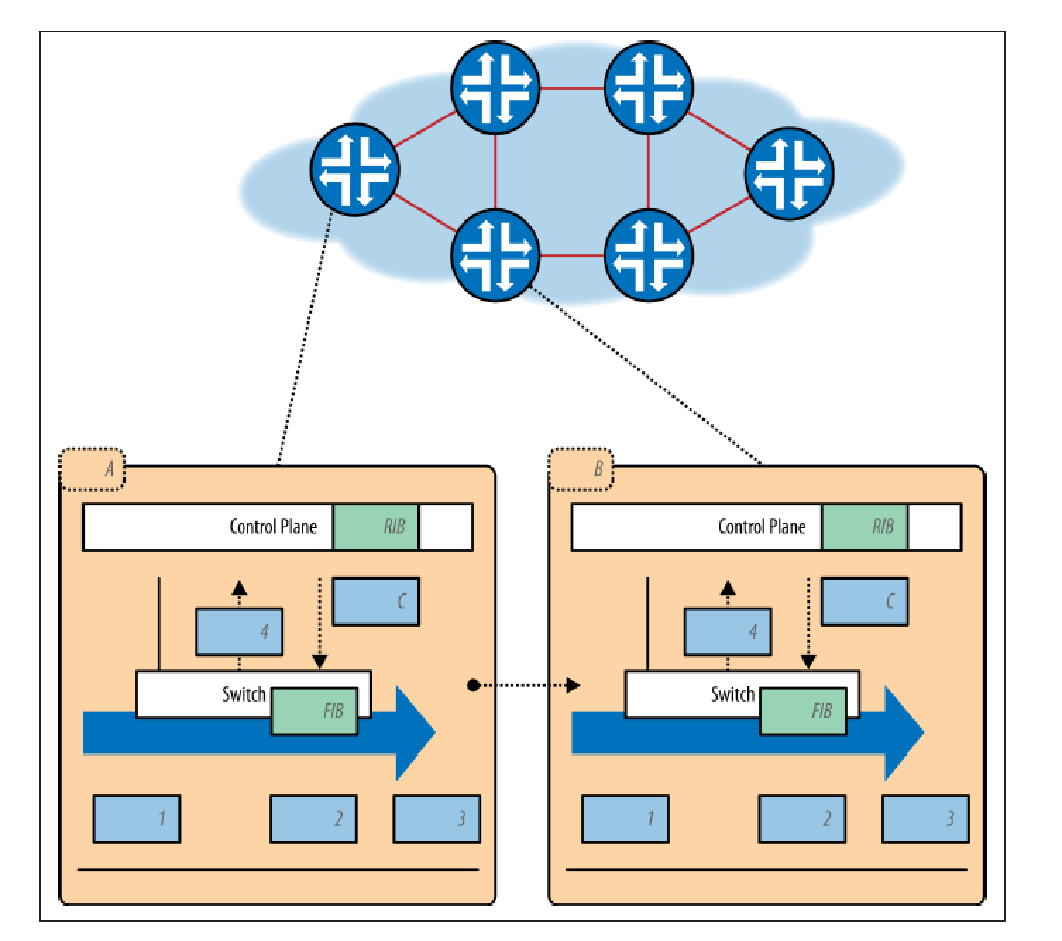 A
B
Control Plane
RIB
Control Plane
RIB
C
C
4
4
Switch
FIB
Switch
FIB
1
2
3
1
2
3